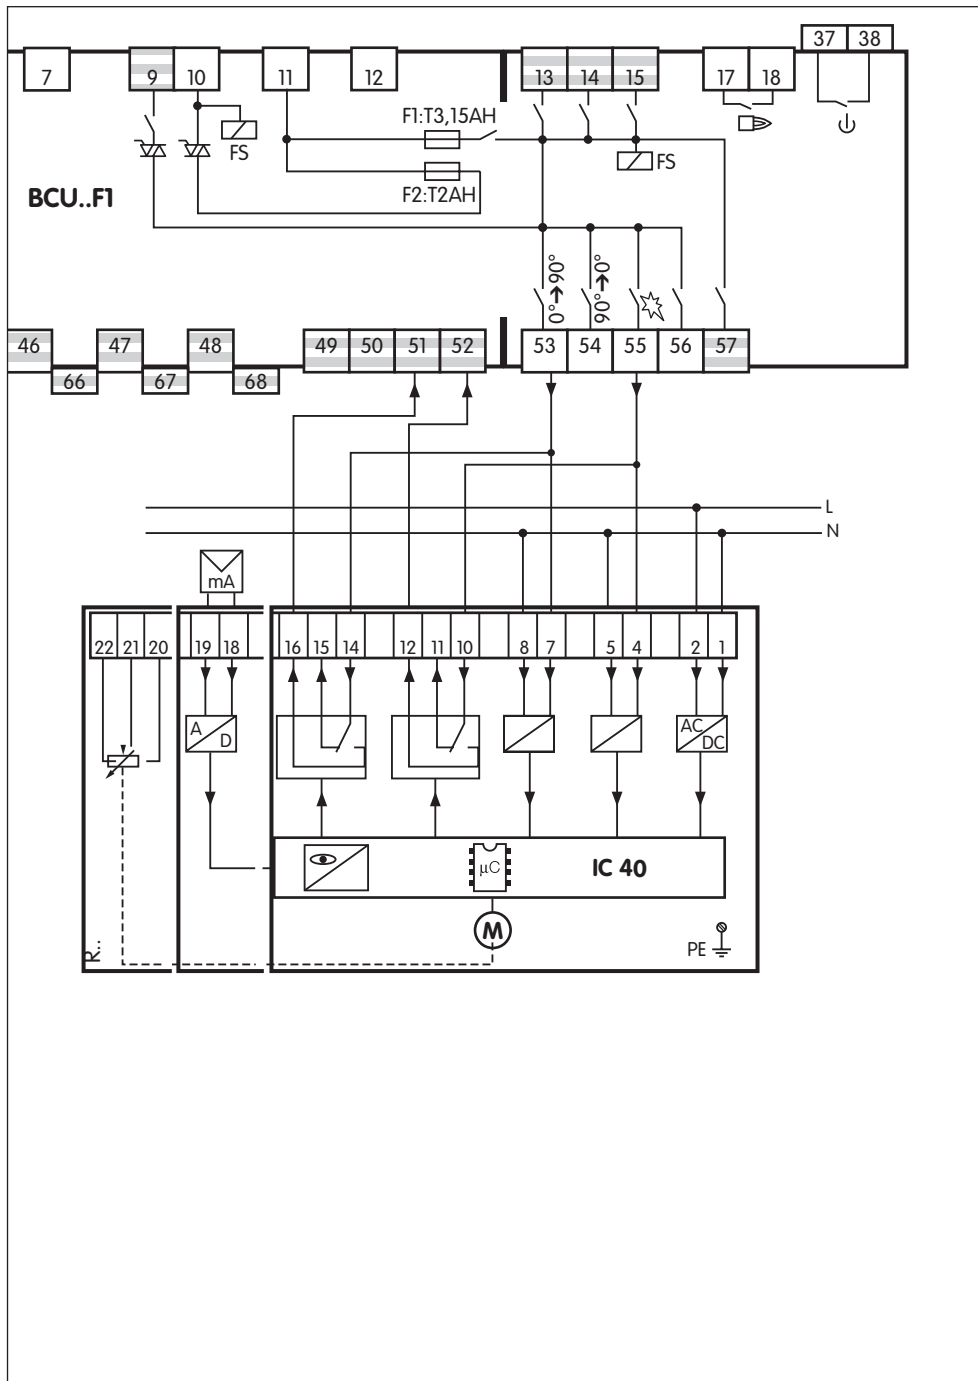 37 38
7 9 10 11 12 13 14 15 17 18
F1:T3,15AH
FS
FS
F2:T2AH
BCU..F1
0°➔90°
90°➔0°
46 47 48 49 50 51 52 53 54 55 56 57
66 67 68
L
N
mA
22 21 20 19 18 16 15 14 12 11 10 8 7 5 4 2 1
A
D
AC
DC
µC
IC 40
M
PE
R..